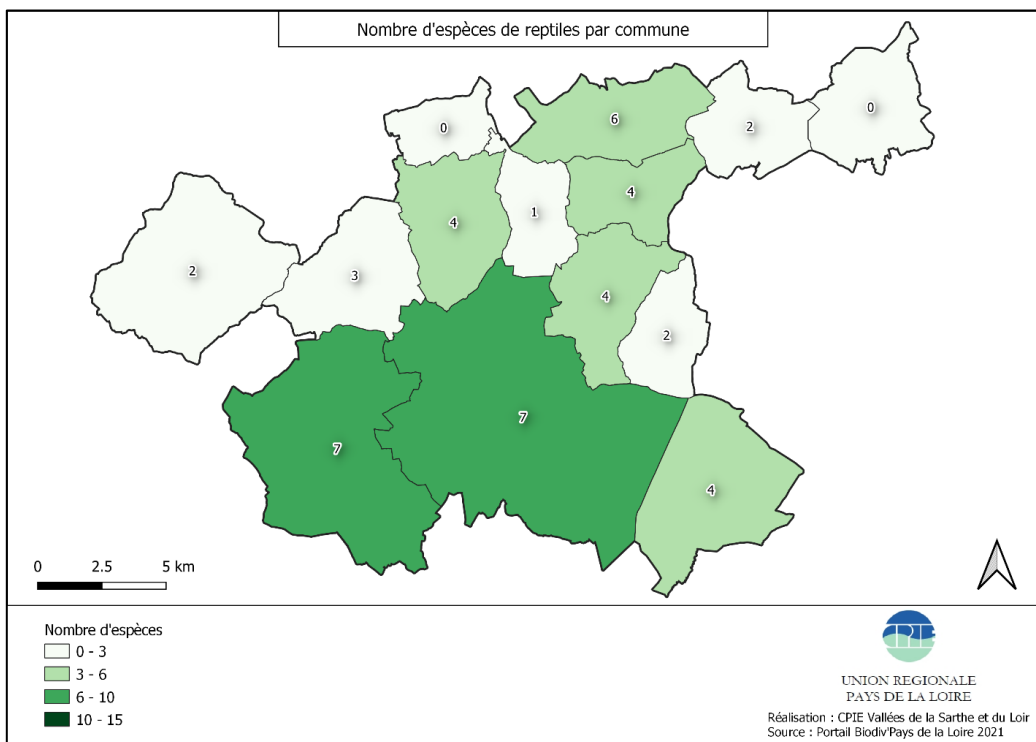 Nombre d'espèces de reptiles par commune
0
6
2
0
4
1
4
2
3
4
2
7
7
4
0 2.5 5 km
Nombre d'espèces
0 - 3
3 - 6
6 - 10
10 - 15
CPIE
UNION REGIONALE
PAYS DE LA LOIRE
Réalisation : CPIE Vallées de la Sarthe et du Loir
Source : Portail Biodiv'Pays de la Loire 2021